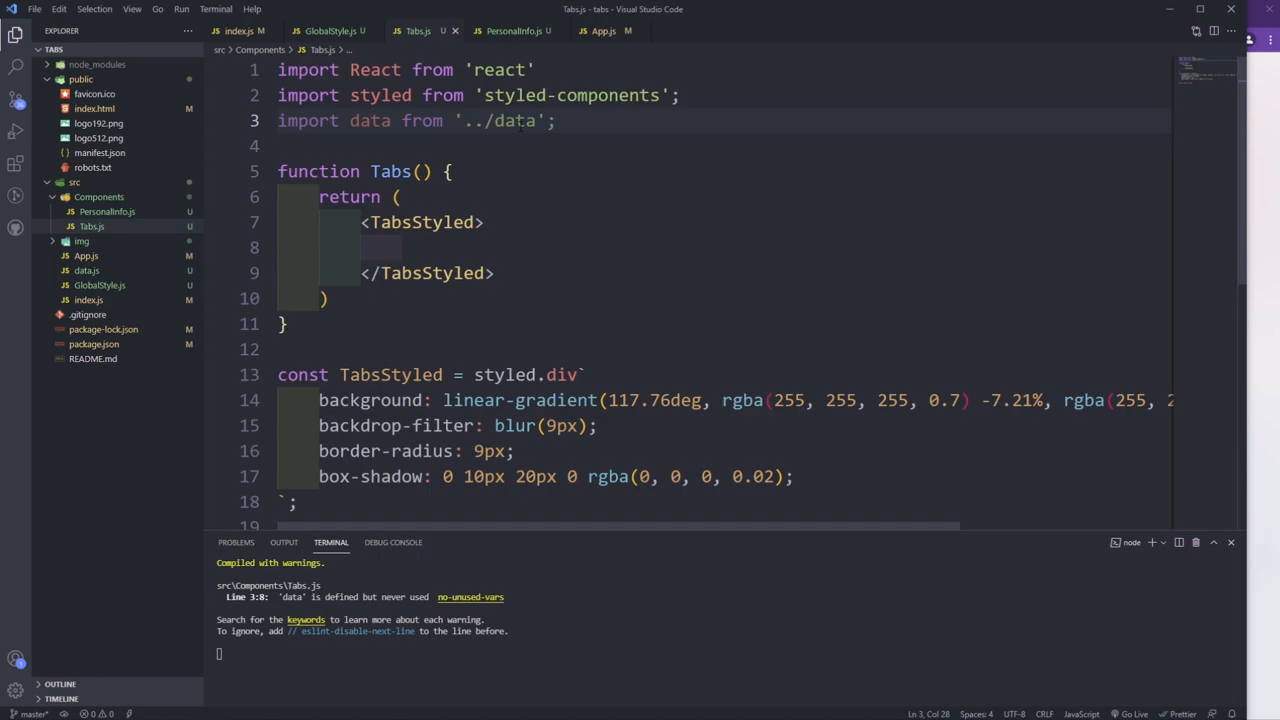 File Edit Selection View Go Run Terminal Help
Tabs.js - tabs - Visual Studio Code
EXPLORER
TABS
node_modules
public
favicon.ico
index.html M
logo192.png
logo512.png
manifest.json
robots.txt
src
Components
PersonalInfo.js U
Tabs.js U
img
App.js M
data.js U
GlobalStyle.js U
index.js M
.gitignore
package-lock.json M
package.json M
README.md
OUTLINE
TIMELINE
index.js M GlobalStyle.js U Tabs.js U PersonalInfo.js U App.js M
src > Components > Tabs.js > ...
1 import React from 'react'
2 import styled from 'styled-components';
3 import data from '../data';
4
5 function Tabs() {
6 return (
7 <TabsStyled>
8
9 </TabsStyled>
10 )
11 }
12
13 const TabsStyled = styled.div`
14 background: linear-gradient(117.76deg, rgba(255, 255, 255, 0.7) -7.21%, rgba(255, 2
15 backdrop-filter: blur(9px);
16 border-radius: 9px;
17 box-shadow: 0 10px 20px 0 rgba(0, 0, 0, 0.02);
18 `;
19
PROBLEMS OUTPUT TERMINAL DEBUG CONSOLE
node
Compiled with warnings.
src\Components\Tabs.js
Line 3:8: 'data' is defined but never used no-unused-vars
Search for the keywords to learn more about each warning.
To ignore, add // eslint-disable-next-line to the line before.
master* 0 0 Ln 3, Col 28 Spaces: 4 UTF-8 CRLF JavaScript Go Live Prettier